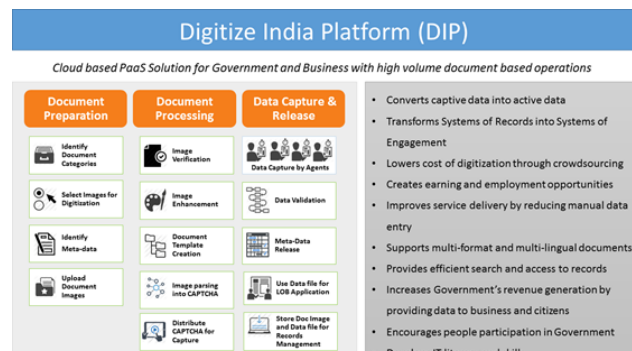 Digitize India Platform (DIP)
Cloud based PaaS Solution for Government and Business with high volume document based operations
Document
Preparation
Identify
Document
Categories
Select Images for
Digitization
Identify
Meta-data
Upload
Document
Images
Document
Processing
Image
Verification
Image
Enhancement
Document
Template
Creation
Image parsing
into CAPTCHA
Distribute
CAPTCHA for
Capture
Data Capture &
Release
Data Capture by Agents
Data Validation
Meta-Data
Release
Use Data file for
LOB Application
Store Doc Image
and Data file for
Records
Management
• Converts captive data into active data
• Transforms Systems of Records into Systems of
Engagement
• Lowers cost of digitization through crowdsourcing
• Creates earning and employment opportunities
• Improves service delivery by reducing manual data
entry
• Supports multi-format and multi-lingual documents
• Provides efficient search and access to records
• Increases Government's revenue generation by
providing data to business and citizens
• Encourages people participation in Government